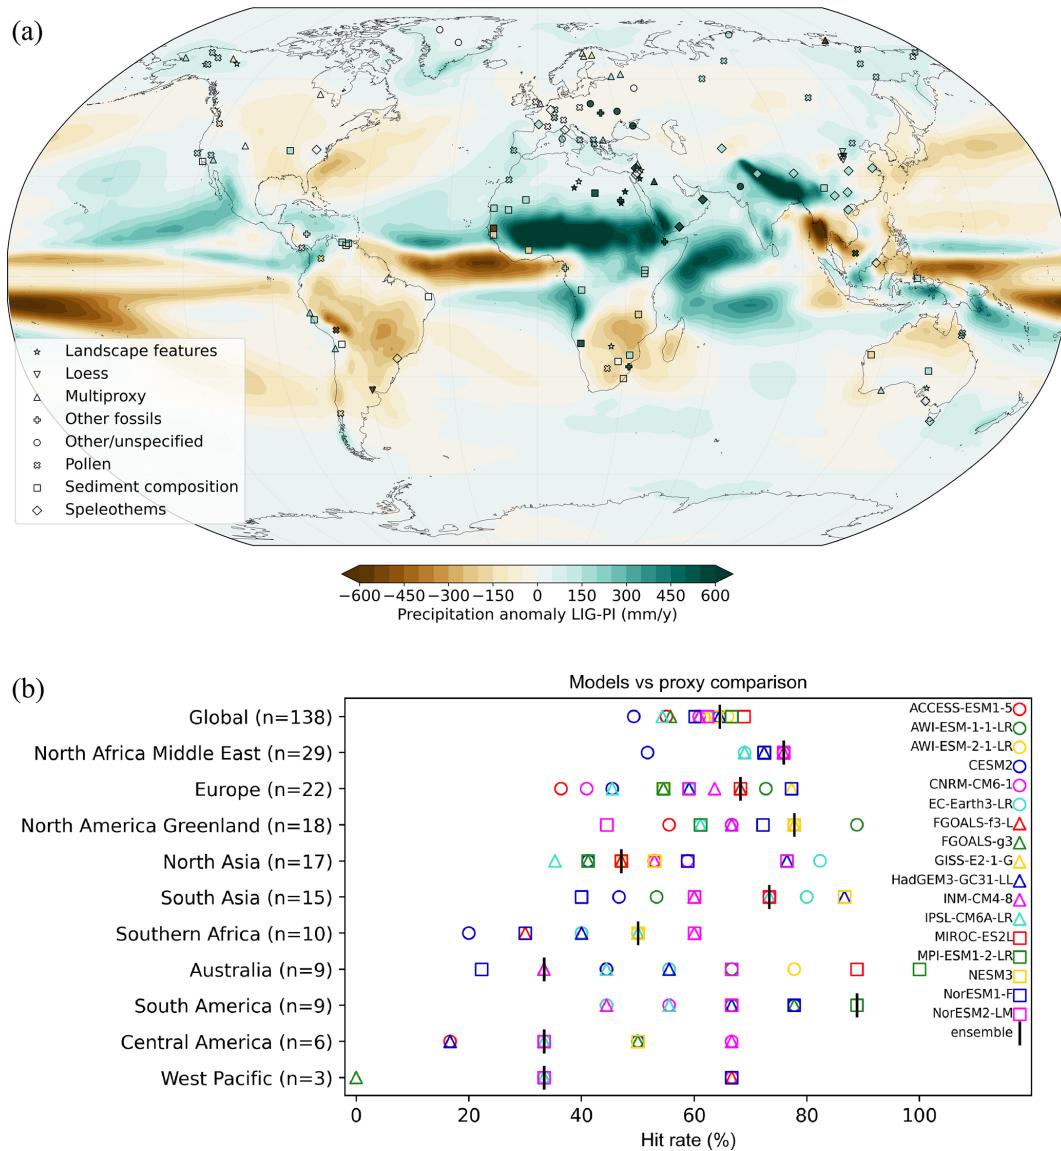 (a)
Landscape features
Loess
Multiproxy
Other fossils
Other/unspecified
Pollen
Sediment composition
Speleothems
−600 −450 −300 −150 0 150 300 450 600
Precipitation anomaly LIG-PI (mm/y)
(b)
Models vs proxy comparison
Global (n=138)
North Africa Middle East (n=29)
Europe (n=22)
North America Greenland (n=18)
North Asia (n=17)
South Asia (n=15)
Southern Africa (n=10)
Australia (n=9)
South America (n=9)
Central America (n=6)
West Pacific (n=3)
ACCESS-ESM1-5
AWI-ESM-1-1-LR
AWI-ESM-2-1-LR
CESM2
CNRM-CM6-1
EC-Earth3-LR
FGOALS-f3-L
FGOALS-g3
GISS-E2-1-G
HadGEM3-GC31-LL
INM-CM4-8
IPSL-CM6A-LR
MIROC-ES2L
MPI-ESM1-2-LR
NESM3
NorESM1-F
NorESM2-LM
ensemble
0 20 40 60 80 100
Hit rate (%)